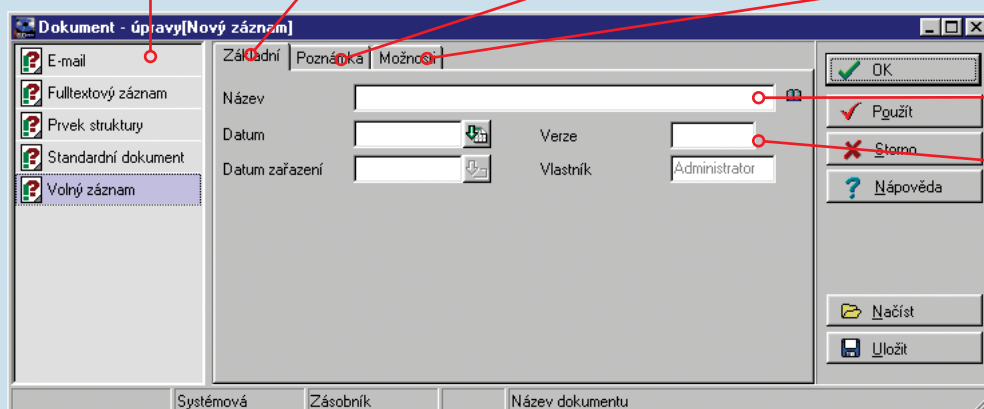 Dokument - úpravy[Nový záznam]
E-mail
Fulltextový záznam
Prvek struktury
Standardní dokument
Volný záznam
Základní Poznámka Možnosti
Název
Datum Verze
Datum zařazení Vlastník Administrator
OK
Použít
Storno
Nápověda
Načíst
Uložit
Systémová Zásobník Název dokumentu